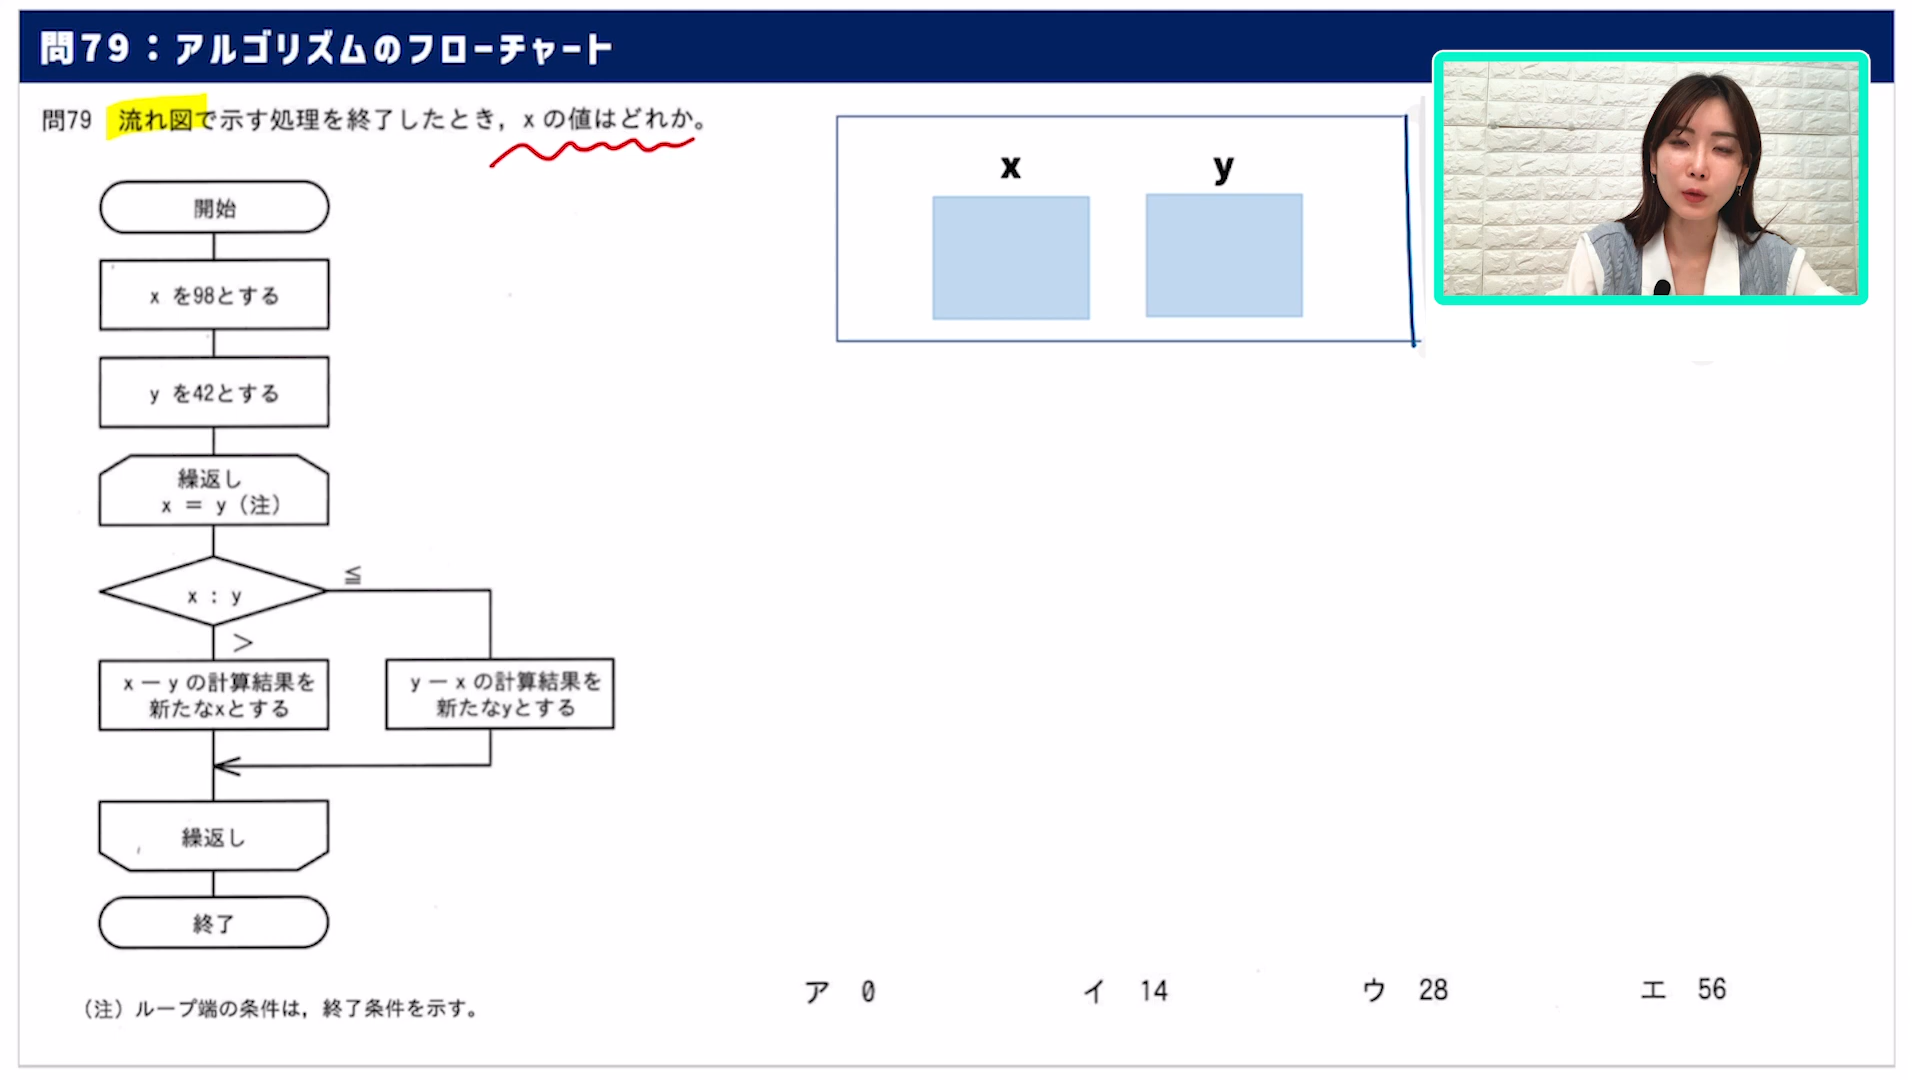 問79：アルゴリズムのフローチャート
問79 流れ図で示す処理を終了したとき，x の値はどれか。
x
y
開始
x を98とする
y を42とする
繰返し
x ＝ y（注）
x : y
≦
＞
x － y の計算結果を
新たなxとする
y － x の計算結果を
新たなyとする
繰返し
終了
（注）ループ端の条件は，終了条件を示す。
ア 0
イ 14
ウ 28
エ 56